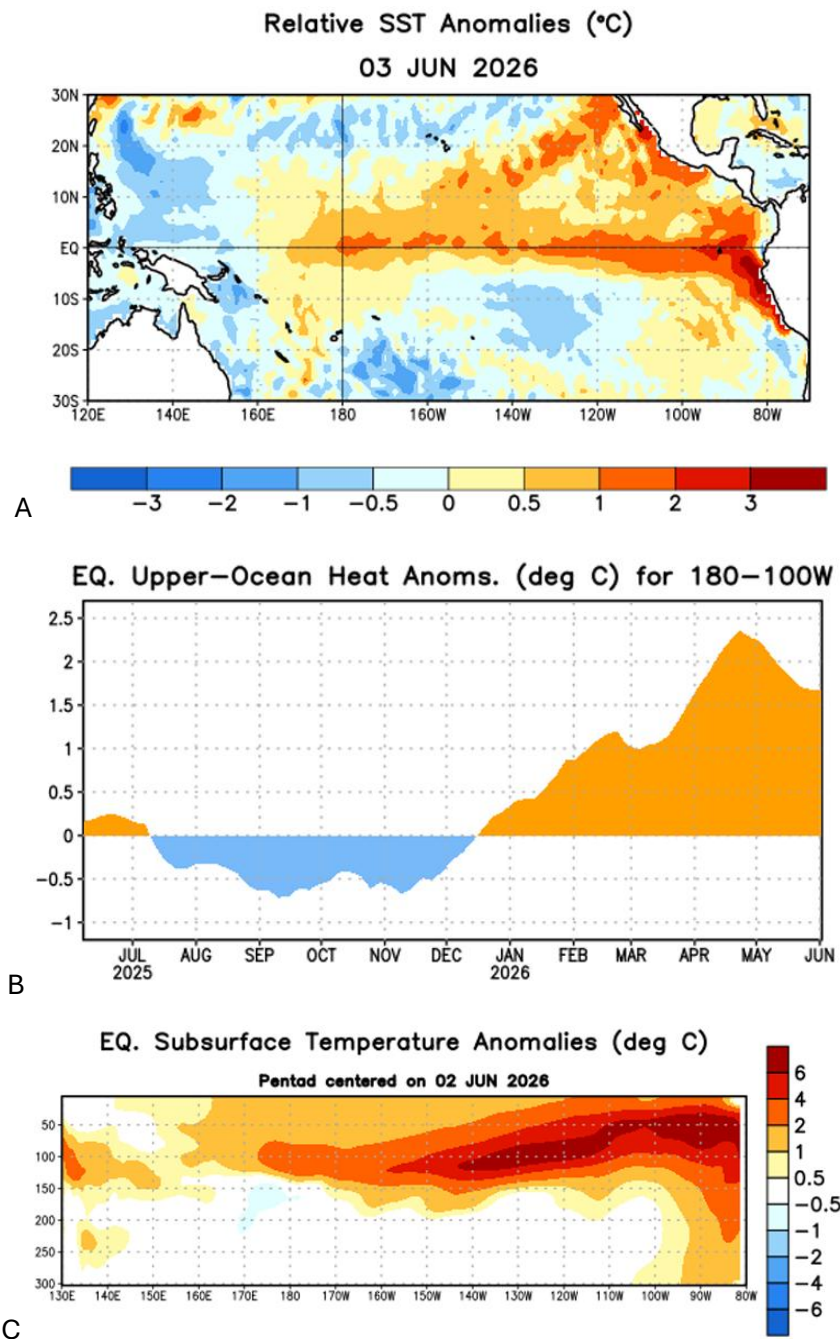 Relative SST Anomalies (°C)
03 JUN 2026
30N
20N
10N
EQ
10S
20S
30S
120E 140E 160E 180 160W 140W 120W 100W 80W
−3 −2 −1 −0.5 0 0.5 1 2 3
A
EQ. Upper−Ocean Heat Anoms. (deg C) for 180−100W
2.5
2
1.5
1
0.5
0
−0.5
−1
JUL AUG SEP OCT NOV DEC JAN FEB MAR APR MAY JUN
2025 2026
B
EQ. Subsurface Temperature Anomalies (deg C)
Pentad centered on 02 JUN 2026
50
100
150
200
250
300
130E 140E 150E 160E 170E 180 170W 160W 150W 140W 130W 120W 110W 100W 90W 80W
6
4
2
1
0.5
−0.5
−1
−2
−4
−6
C